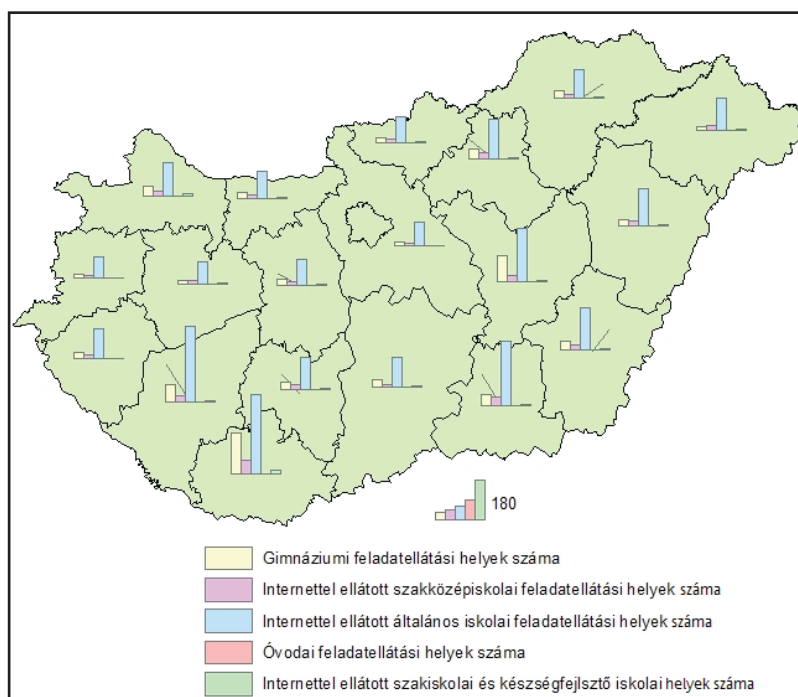 180
Gimnáziumi feladatellátási helyek száma
Internettel ellátott szakközépiskolai feladatellátási helyek száma
Internettel ellátott általános iskolai feladatellátási helyek száma
Óvodai feladatellátási helyek száma
Internettel ellátott szakiskolai és készségfejlsztő iskolai helyek száma